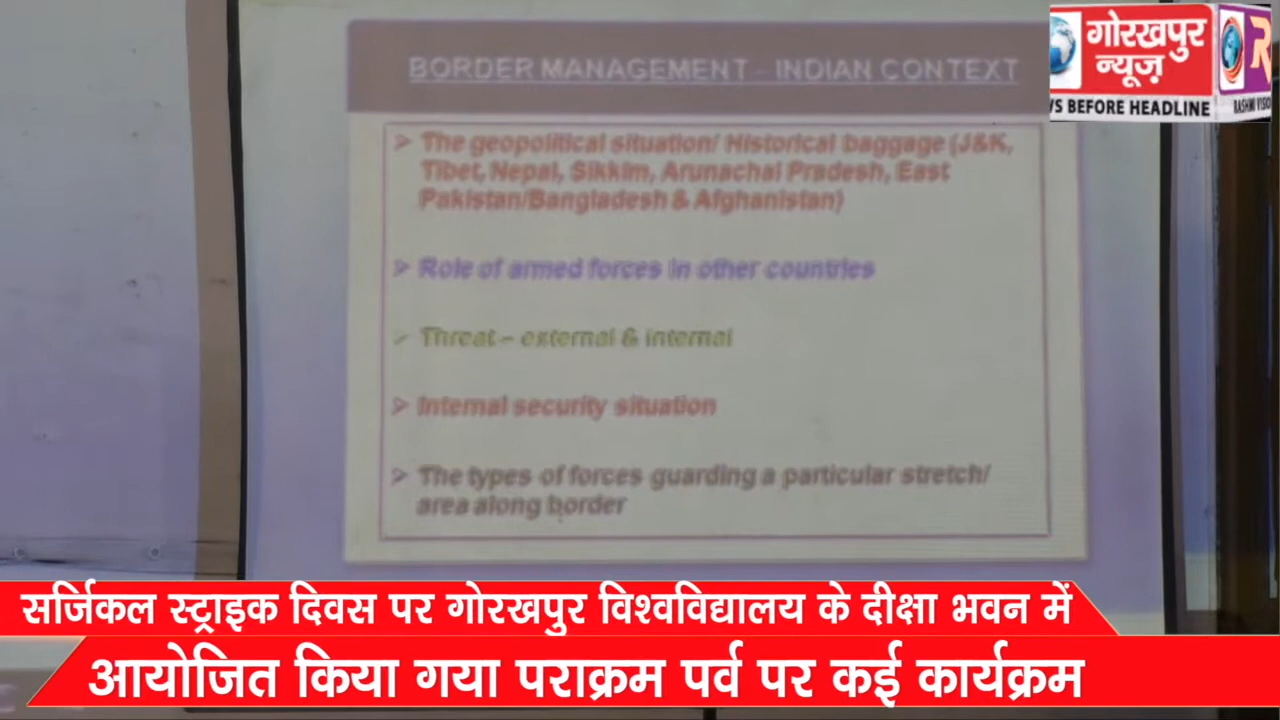 BORDER MANAGEMENT – INDIAN CONTEXT
गोरखपुर
न्यूज़
S BEFORE HEADLINE
R
RASHMI VISIO
➢ The geopolitical situation/ Historical baggage (J&K,
Tibet, Nepal, Sikkim, Arunachal Pradesh, East
Pakistan/Bangladesh & Afghanistan)
➢ Role of armed forces in other countries
➢ Threat – external & internal
➢ Internal security situation
➢ The types of forces guarding a particular stretch/
area along border
सर्जिकल स्ट्राइक दिवस पर गोरखपुर विश्वविद्यालय के दीक्षा भवन में
आयोजित किया गया पराक्रम पर्व पर कई कार्यक्रम